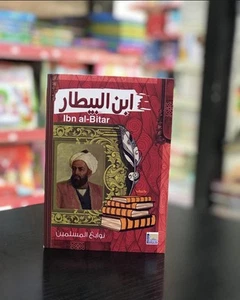 ابن البيطار
Ibn al-Bitar
نوابغ المسلمين